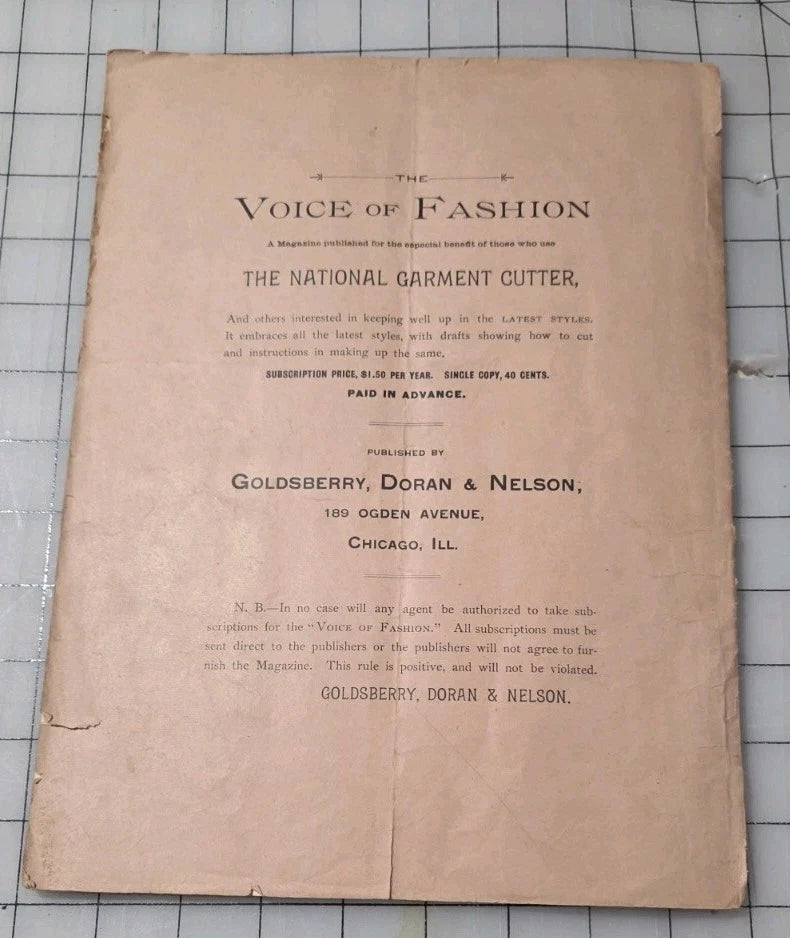 THE
VOICE OF FASHION
A Magazine published for the especial benefit of those who use
THE NATIONAL GARMENT CUTTER,
And others interested in keeping well up in the LATEST STYLES.
It embraces all the latest styles, with drafts showing how to cut
and instructions in making up the same.
SUBSCRIPTION PRICE, $1.50 PER YEAR. SINGLE COPY, 40 CENTS.
PAID IN ADVANCE.
PUBLISHED BY
GOLDSBERRY, DORAN & NELSON,
189 OGDEN AVENUE,
CHICAGO, ILL.
N. B.—In no case will any agent be authorized to take sub-
scriptions for the "VOICE OF FASHION." All subscriptions must be
sent direct to the publishers or the publishers will not agree to fur-
nish the Magazine. This rule is positive, and will not be violated.
GOLDSBERRY, DORAN & NELSON.